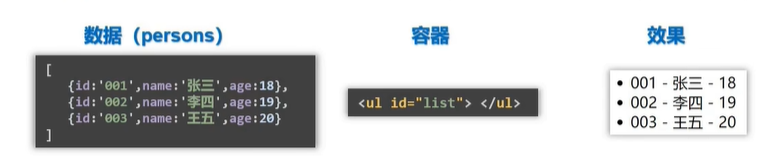 数据（persons）
[
{id:'001',name:'张三',age:18},
{id:'002',name:'李四',age:19},
{id:'003',name:'王五',age:20}
]
容器
<ul id="list"> </ul>
效果
• 001 - 张三 - 18
• 002 - 李四 - 19
• 003 - 王五 - 20